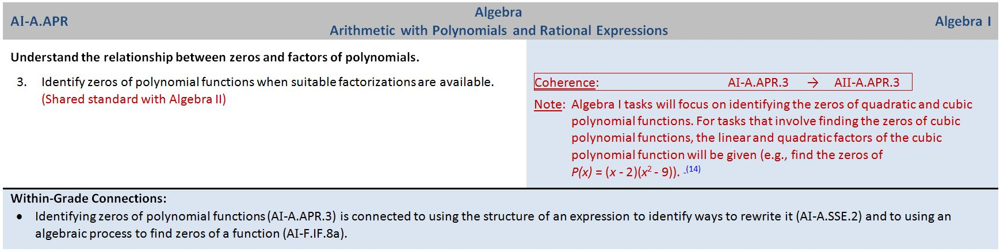 AI-A.APR
Algebra
Arithmetic with Polynomials and Rational Expressions
Algebra I
Understand the relationship between zeros and factors of polynomials.
3. Identify zeros of polynomial functions when suitable factorizations are available.
(Shared standard with Algebra II)
Coherence: AI-A.APR.3 → AII-A.APR.3
Note: Algebra I tasks will focus on identifying the zeros of quadratic and cubic
polynomial functions. For tasks that involve finding the zeros of cubic
polynomial functions, the linear and quadratic factors of the cubic
polynomial function will be given (e.g., find the zeros of
P(x) = (x - 2)(x² - 9)). (14)
Within-Grade Connections:
• Identifying zeros of polynomial functions (AI-A.APR.3) is connected to using the structure of an expression to identify ways to rewrite it (AI-A.SSE.2) and to using an
algebraic process to find zeros of a function (AI-F.IF.8a).